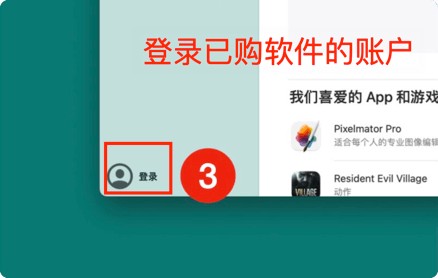 登录已购软件的账户
我们喜爱的 App 和游戏
Pixelmator Pro
适合每个人的专业图像编辑
Resident Evil Village
动作
VILLAGE
登录
3